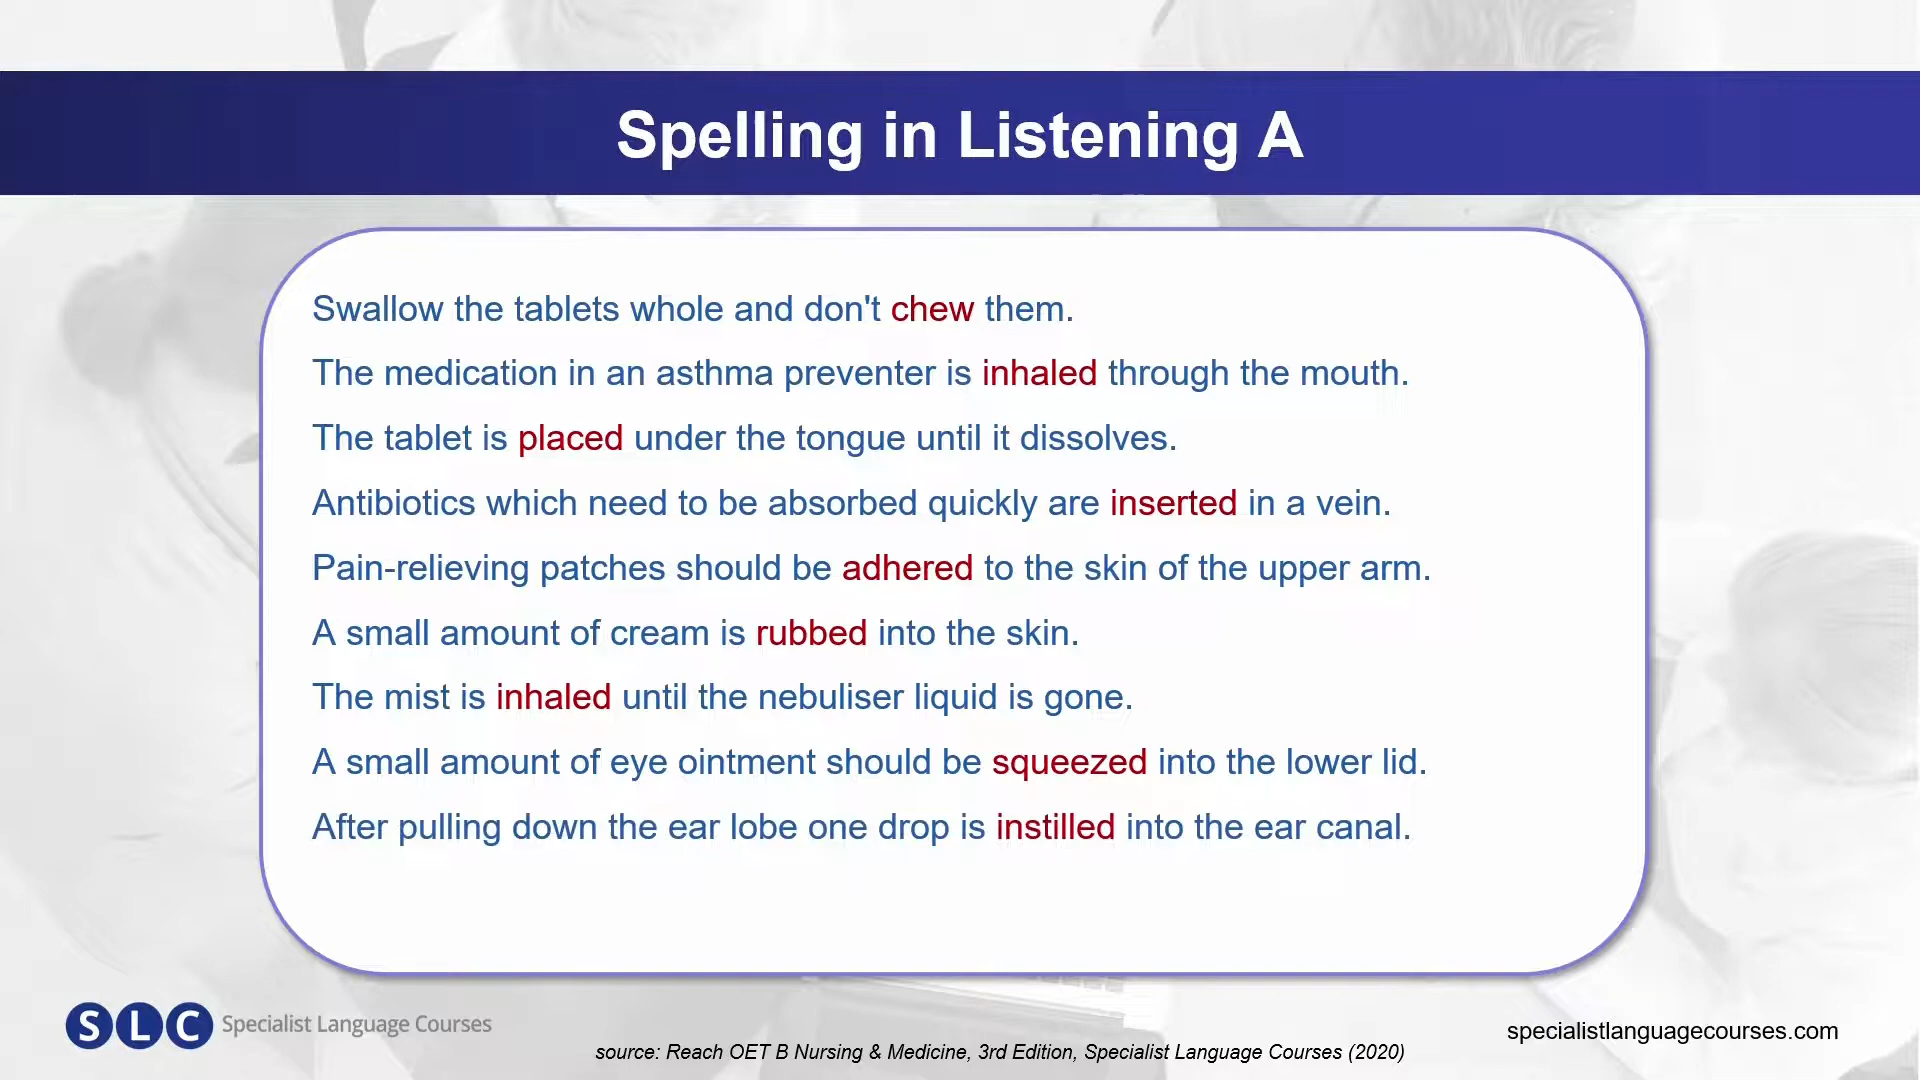 Spelling in Listening A
Swallow the tablets whole and don't chew them.
The medication in an asthma preventer is inhaled through the mouth.
The tablet is placed under the tongue until it dissolves.
Antibiotics which need to be absorbed quickly are inserted in a vein.
Pain-relieving patches should be adhered to the skin of the upper arm.
A small amount of cream is rubbed into the skin.
The mist is inhaled until the nebuliser liquid is gone.
A small amount of eye ointment should be squeezed into the lower lid.
After pulling down the ear lobe one drop is instilled into the ear canal.
SLC Specialist Language Courses
source: Reach OET B Nursing & Medicine, 3rd Edition, Specialist Language Courses (2020)
specialistlanguagecourses.com